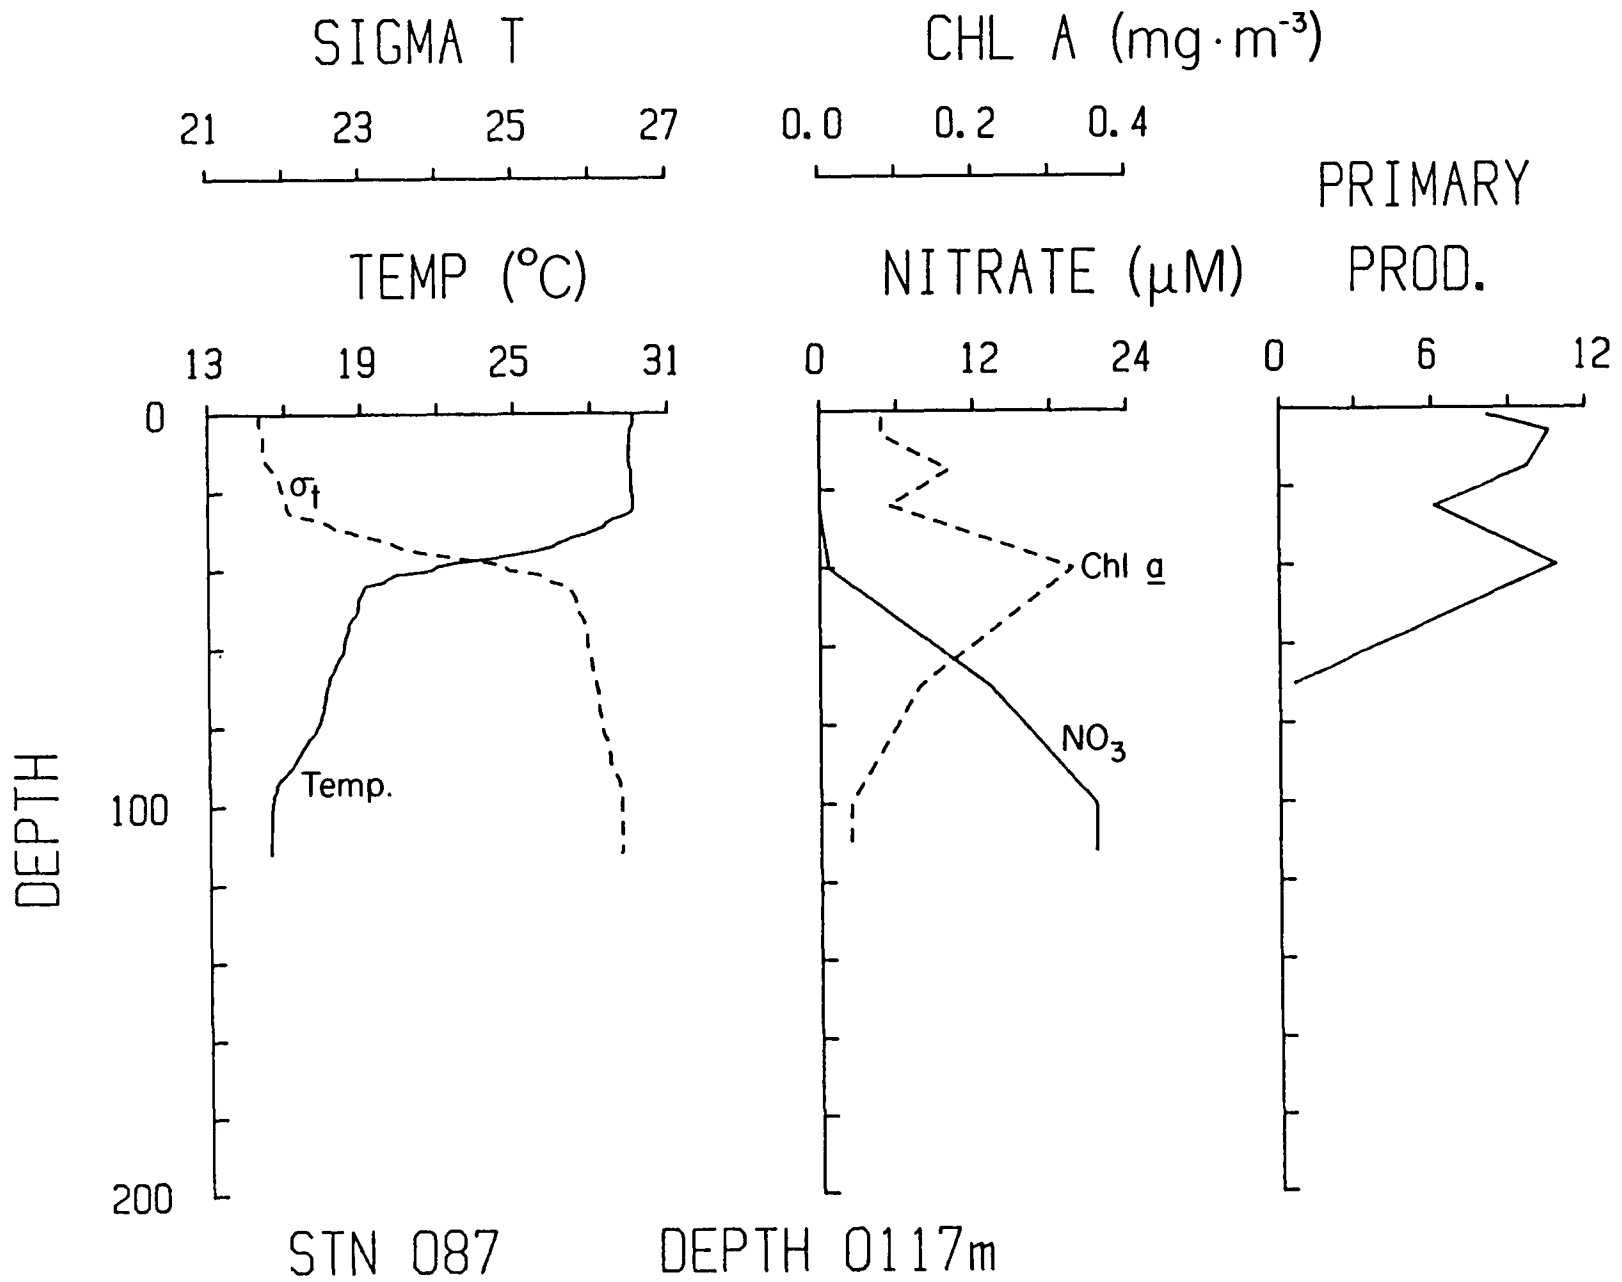 SIGMA T
21 23 25 27
TEMP (°C)
13 19 25 31
CHL A (mg·m⁻³)
0.0 0.2 0.4
NITRATE (μM)
0 12 24
PRIMARY
PROD.
0 6 12
DEPTH
0
100
200
σt
Temp.
Chl a
NO₃
STN 087 DEPTH 0117m